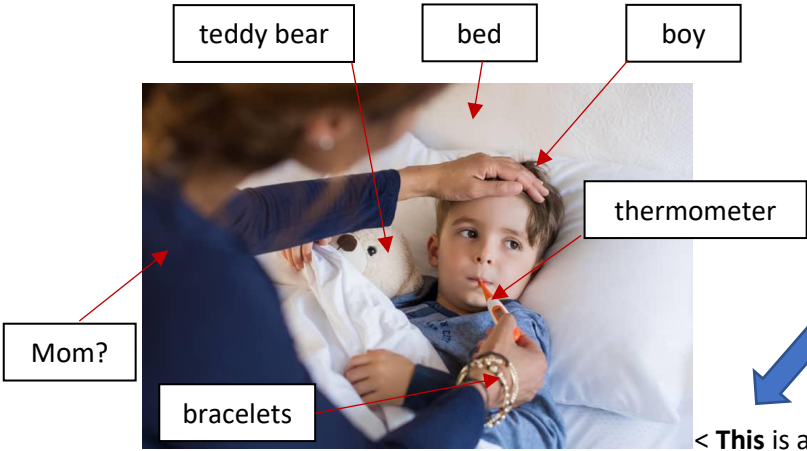 teddy bear
bed
boy
thermometer
Mom?
bracelets
< This is a